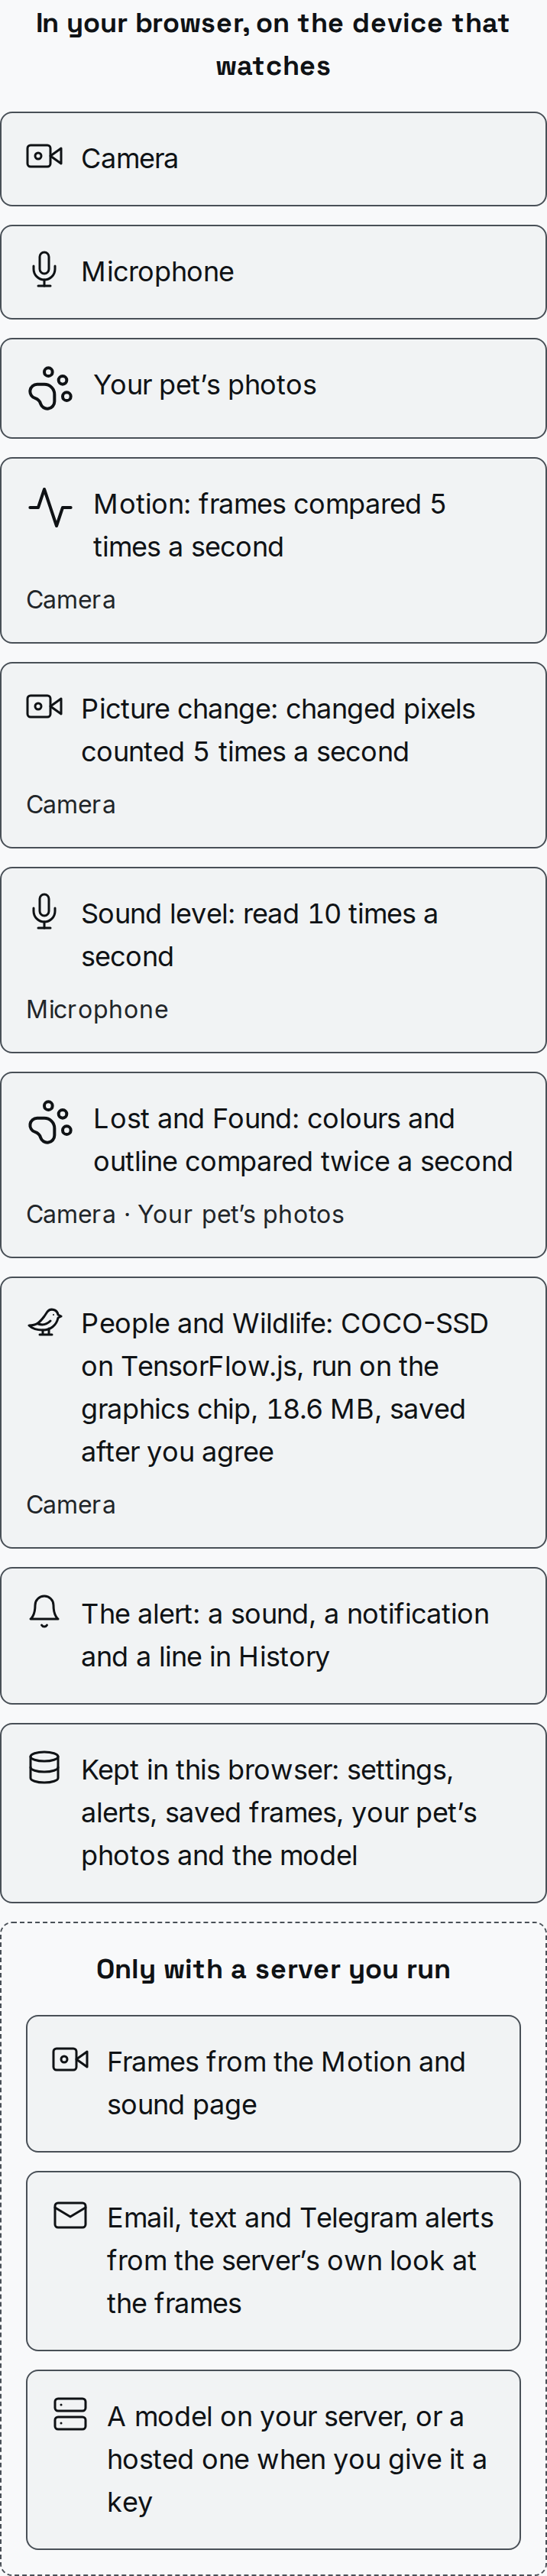 In your browser, on the device that
watches
Camera
Microphone
Your pet’s photos
Motion: frames compared 5
times a second
Camera
Picture change: changed pixels
counted 5 times a second
Camera
Sound level: read 10 times a
second
Microphone
Lost and Found: colours and
outline compared twice a second
Camera · Your pet’s photos
People and Wildlife: COCO-SSD
on TensorFlow.js, run on the
graphics chip, 18.6 MB, saved
after you agree
Camera
The alert: a sound, a notification
and a line in History
Kept in this browser: settings,
alerts, saved frames, your pet’s
photos and the model
Only with a server you run
Frames from the Motion and
sound page
Email, text and Telegram alerts
from the server’s own look at
the frames
A model on your server, or a
hosted one when you give it a
key